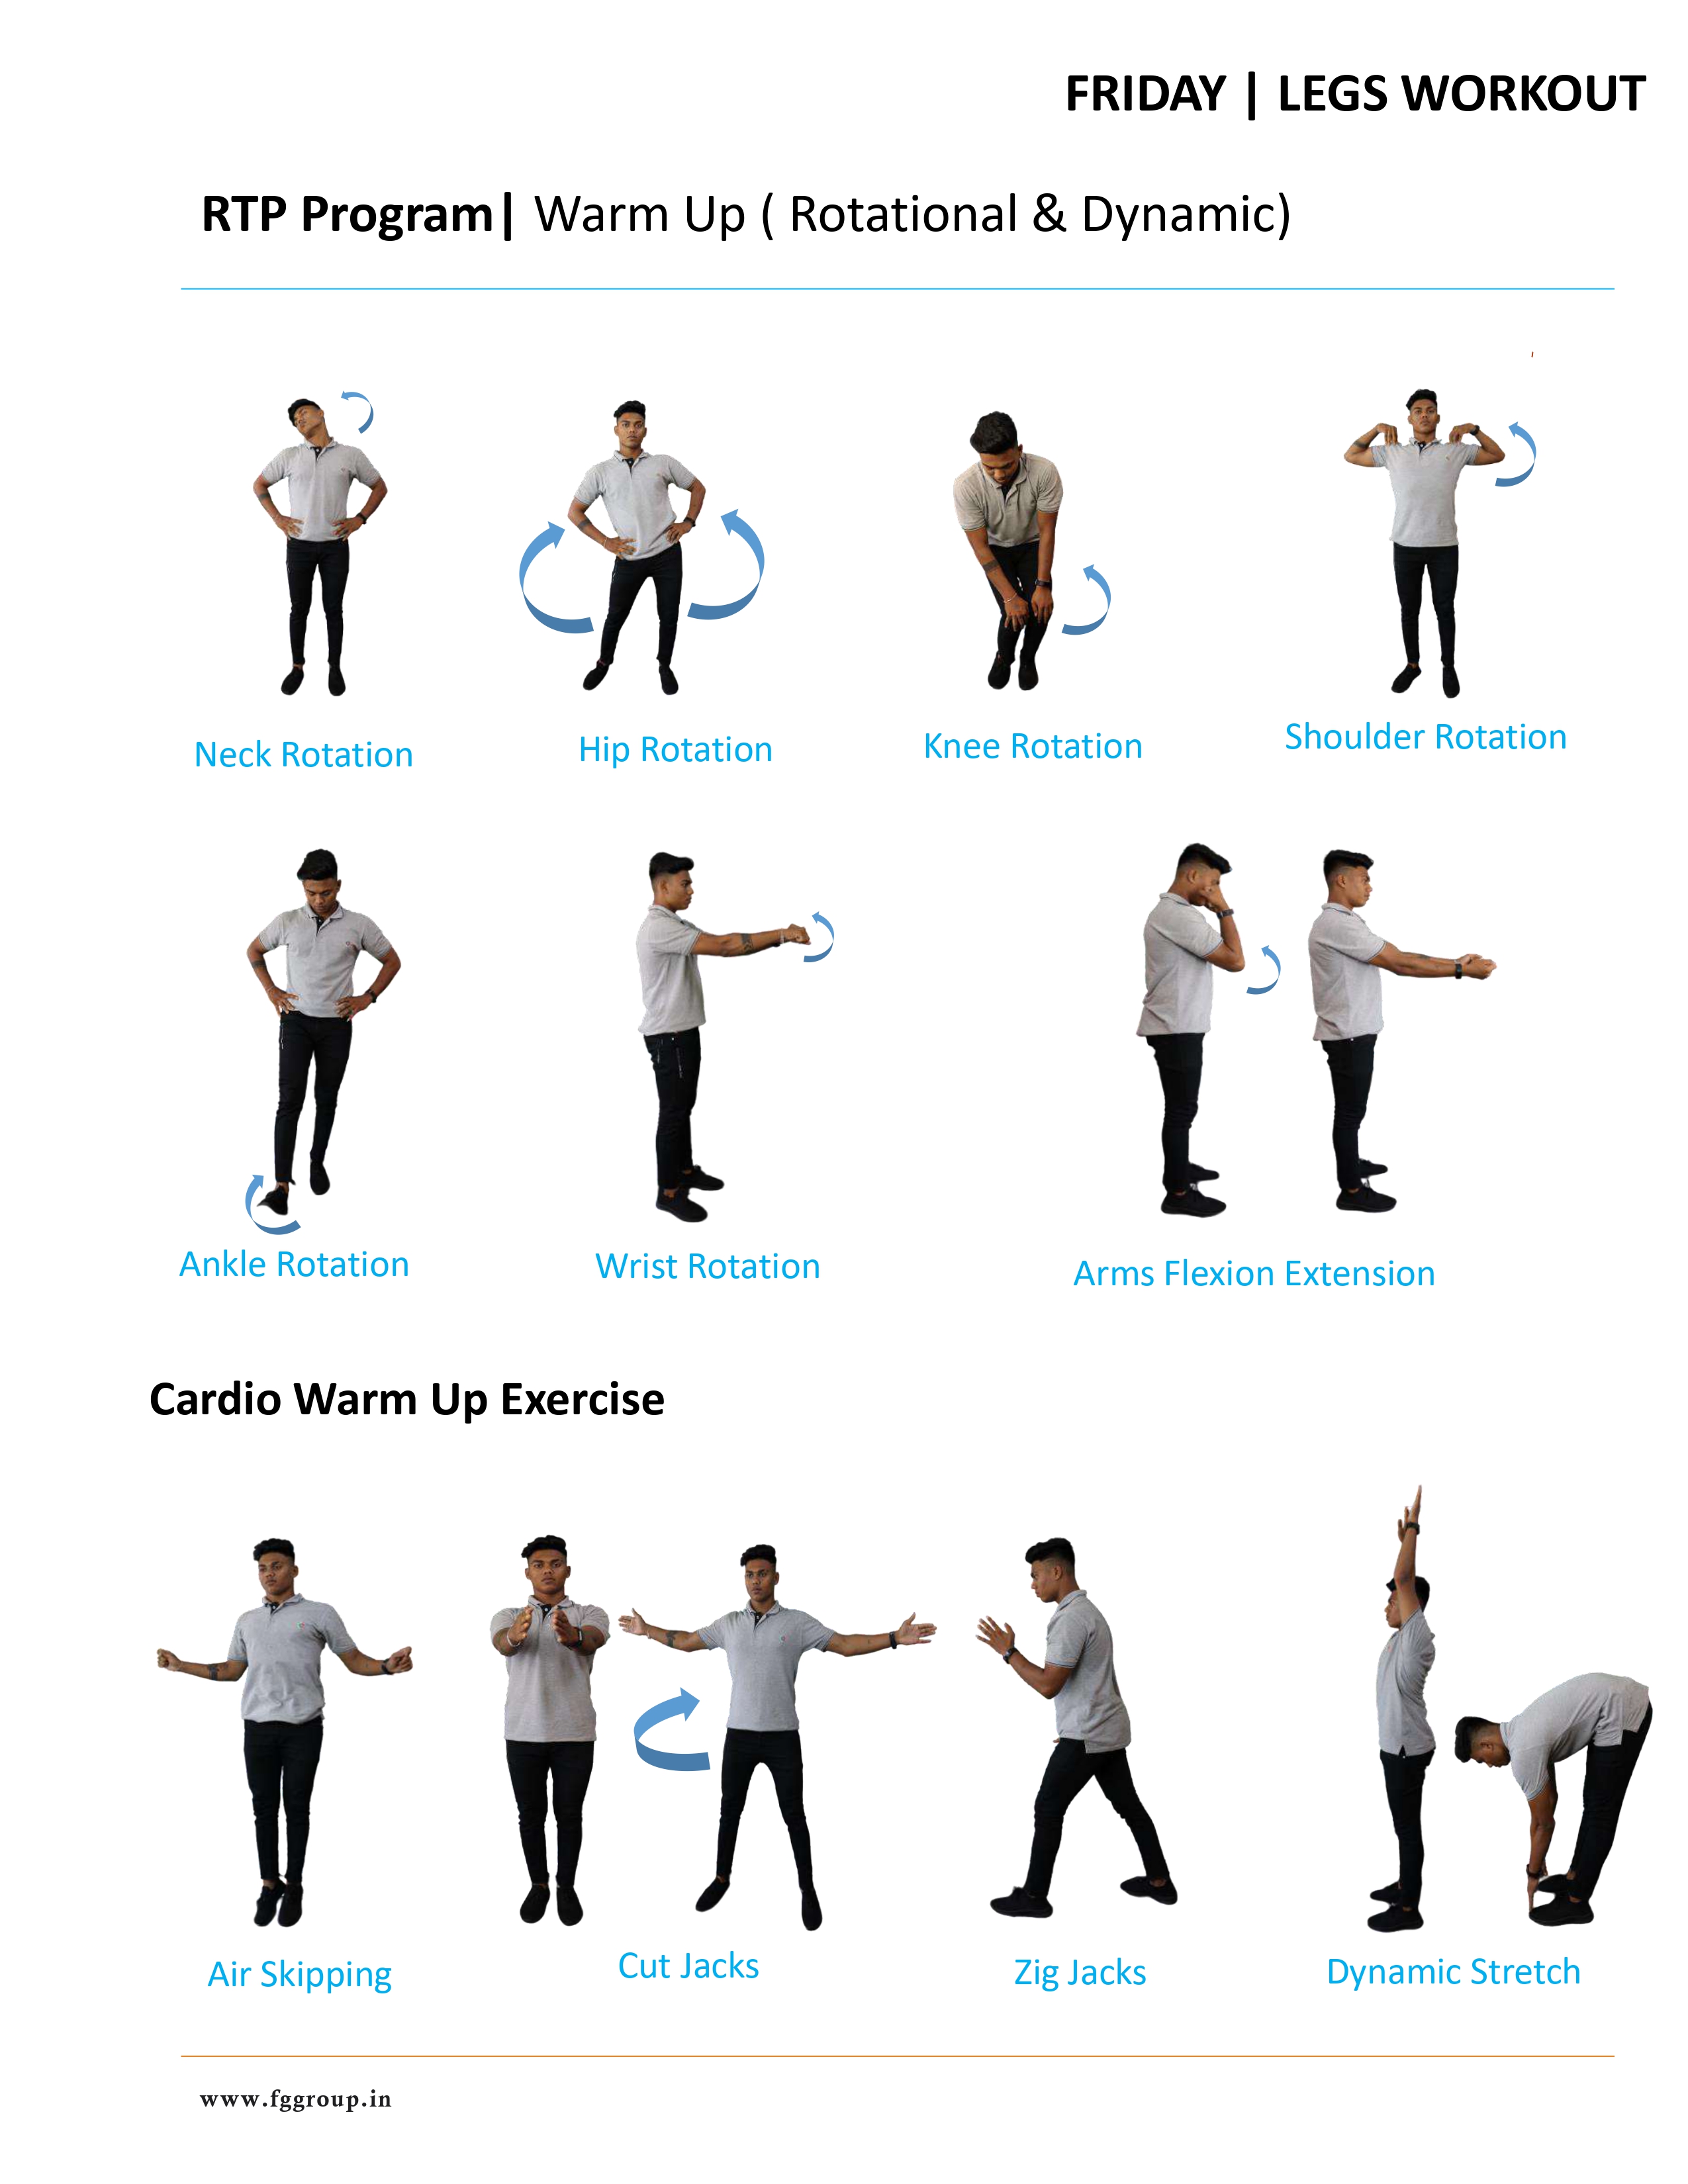 FRIDAY | LEGS WORKOUT
RTP Program| Warm Up ( Rotational & Dynamic)
Neck Rotation
Hip Rotation
Knee Rotation
Shoulder Rotation
Ankle Rotation
Wrist Rotation
Arms Flexion Extension
Cardio Warm Up Exercise
Air Skipping
Cut Jacks
Zig Jacks
Dynamic Stretch
www.fggroup.in